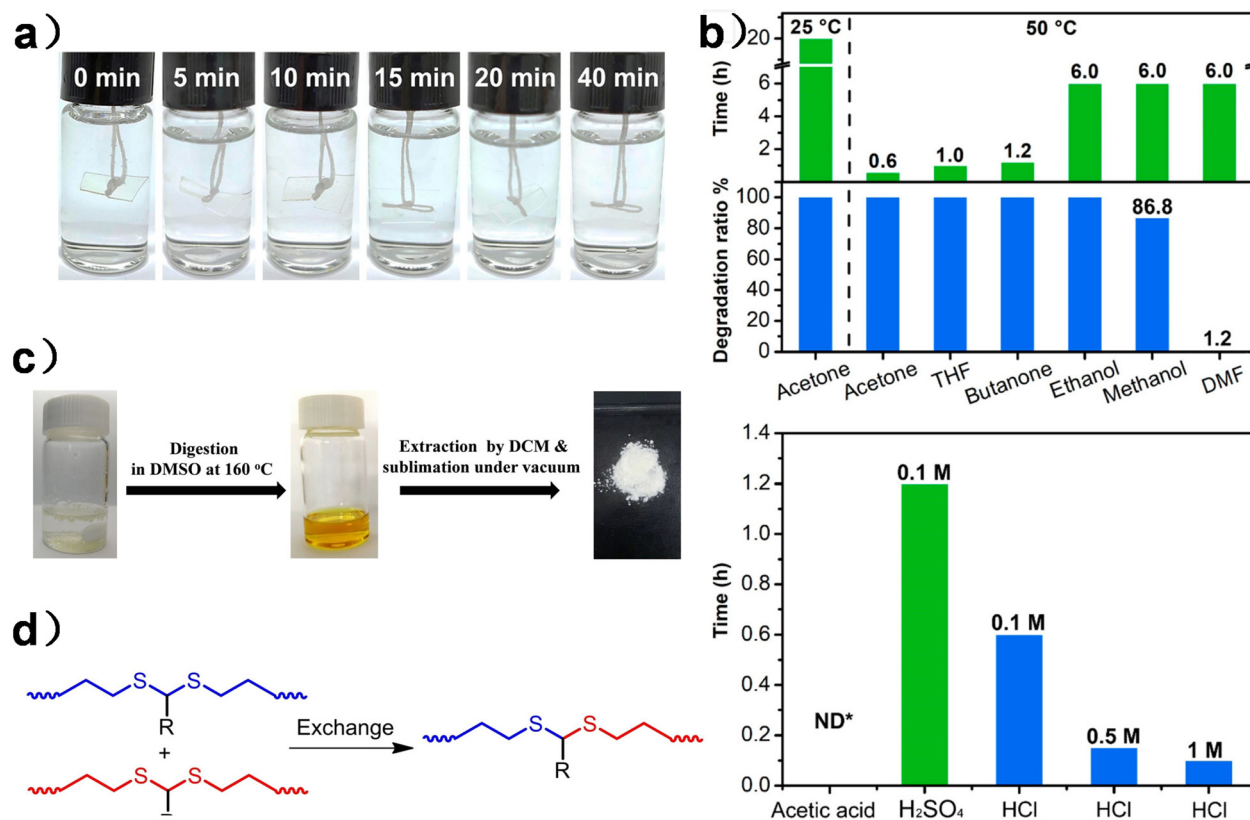 a)
0 min
5 min
10 min
15 min
20 min
40 min
b)
25 °C
50 °C
Time (h)
20
6
4
2
0.6
1.0
1.2
6.0
6.0
6.0
Degradation ratio %
100
80
60
40
20
0
86.8
1.2
Acetone
Acetone
THF
Butanone
Ethanol
Methanol
DMF
Time (h)
1.4
1.2
1.0
0.8
0.6
0.4
0.2
0.0
ND*
0.1 M
0.1 M
0.5 M
1 M
Acetic acid
H₂SO₄
HCl
HCl
HCl
c)
Digestion
in DMSO at 160 °C
Extraction by DCM &
sublimation under vacuum
d)
S
S
R
+
S
S
Exchange
S
S
R